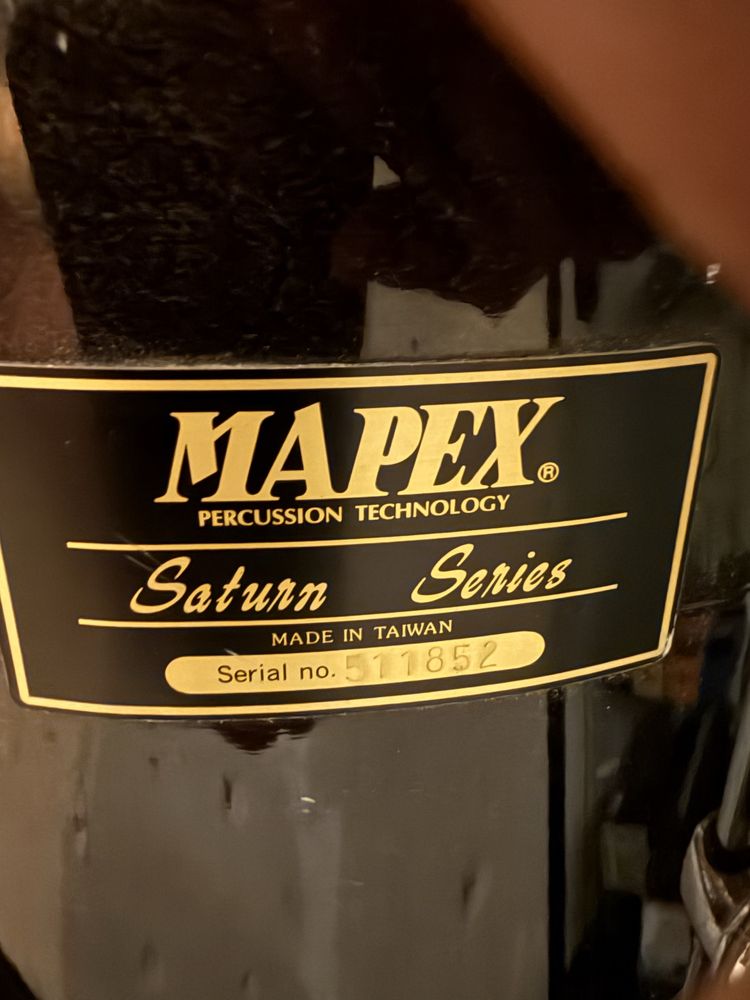 MAPEX®
PERCUSSION TECHNOLOGY
Saturn Series
MADE IN TAIWAN
Serial no. 511852